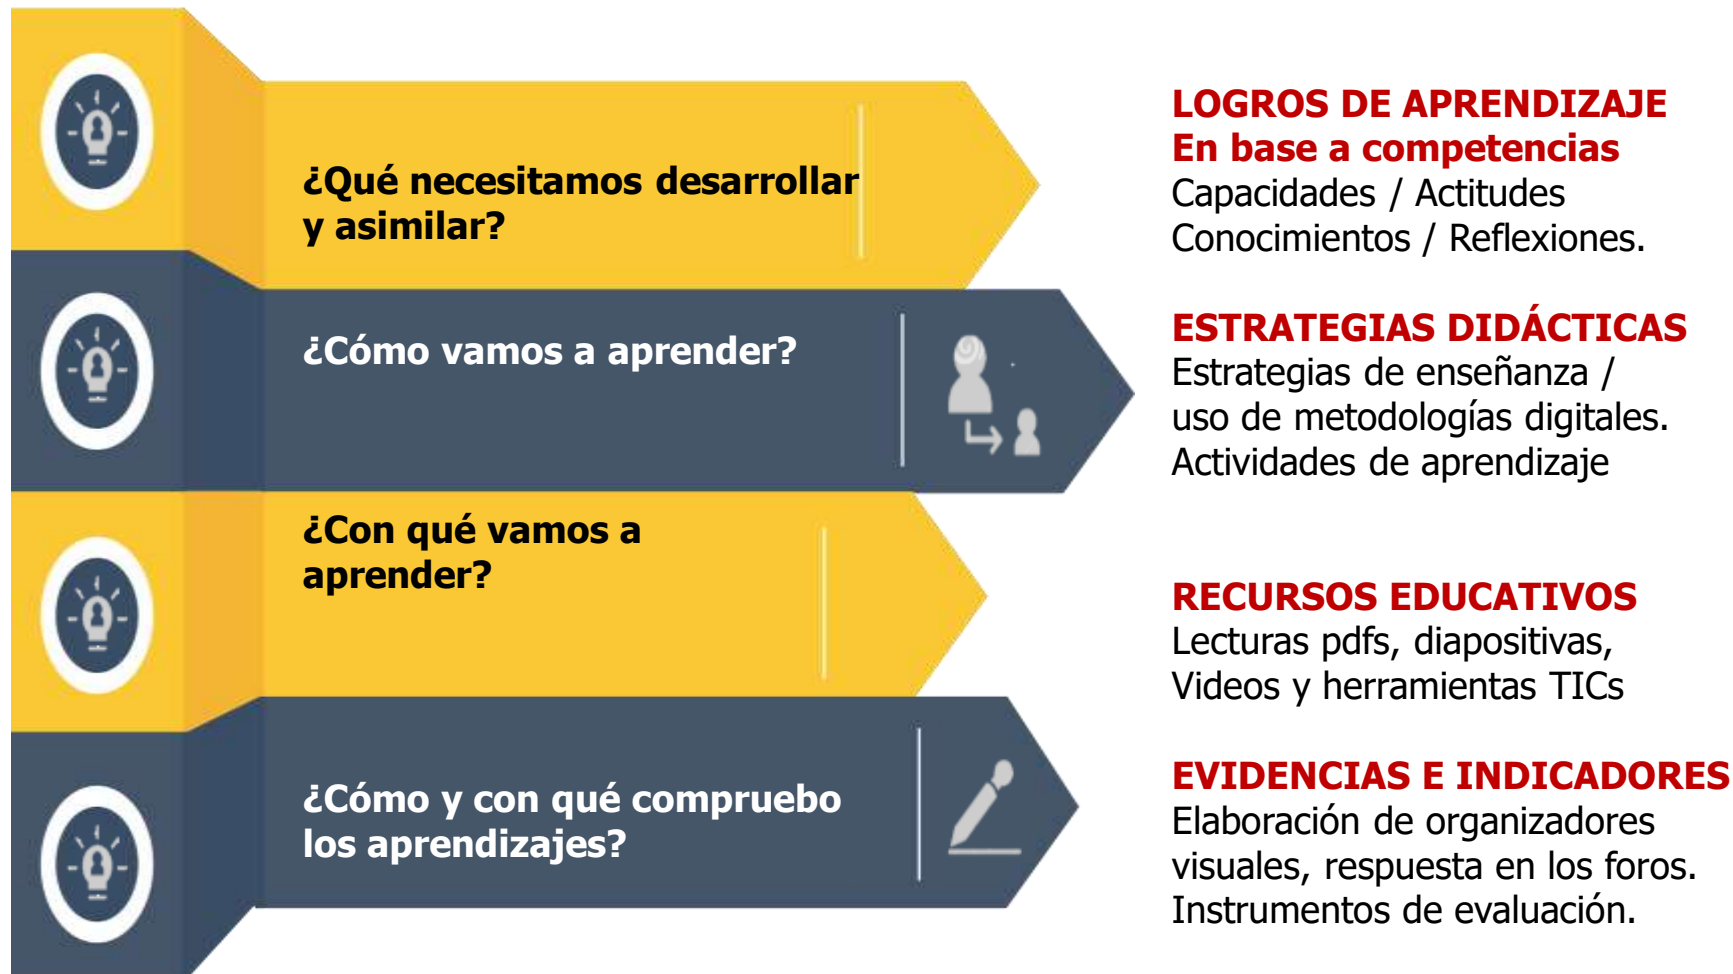 ¿Qué necesitamos desarrollar
y asimilar?
LOGROS DE APRENDIZAJE
En base a competencias
Capacidades / Actitudes
Conocimientos / Reflexiones.
¿Cómo vamos a aprender?
ESTRATEGIAS DIDÁCTICAS
Estrategias de enseñanza /
uso de metodologías digitales.
Actividades de aprendizaje
¿Con qué vamos a
aprender?
RECURSOS EDUCATIVOS
Lecturas pdfs, diapositivas,
Videos y herramientas TICs
¿Cómo y con qué compruebo
los aprendizajes?
EVIDENCIAS E INDICADORES
Elaboración de organizadores
visuales, respuesta en los foros.
Instrumentos de evaluación.